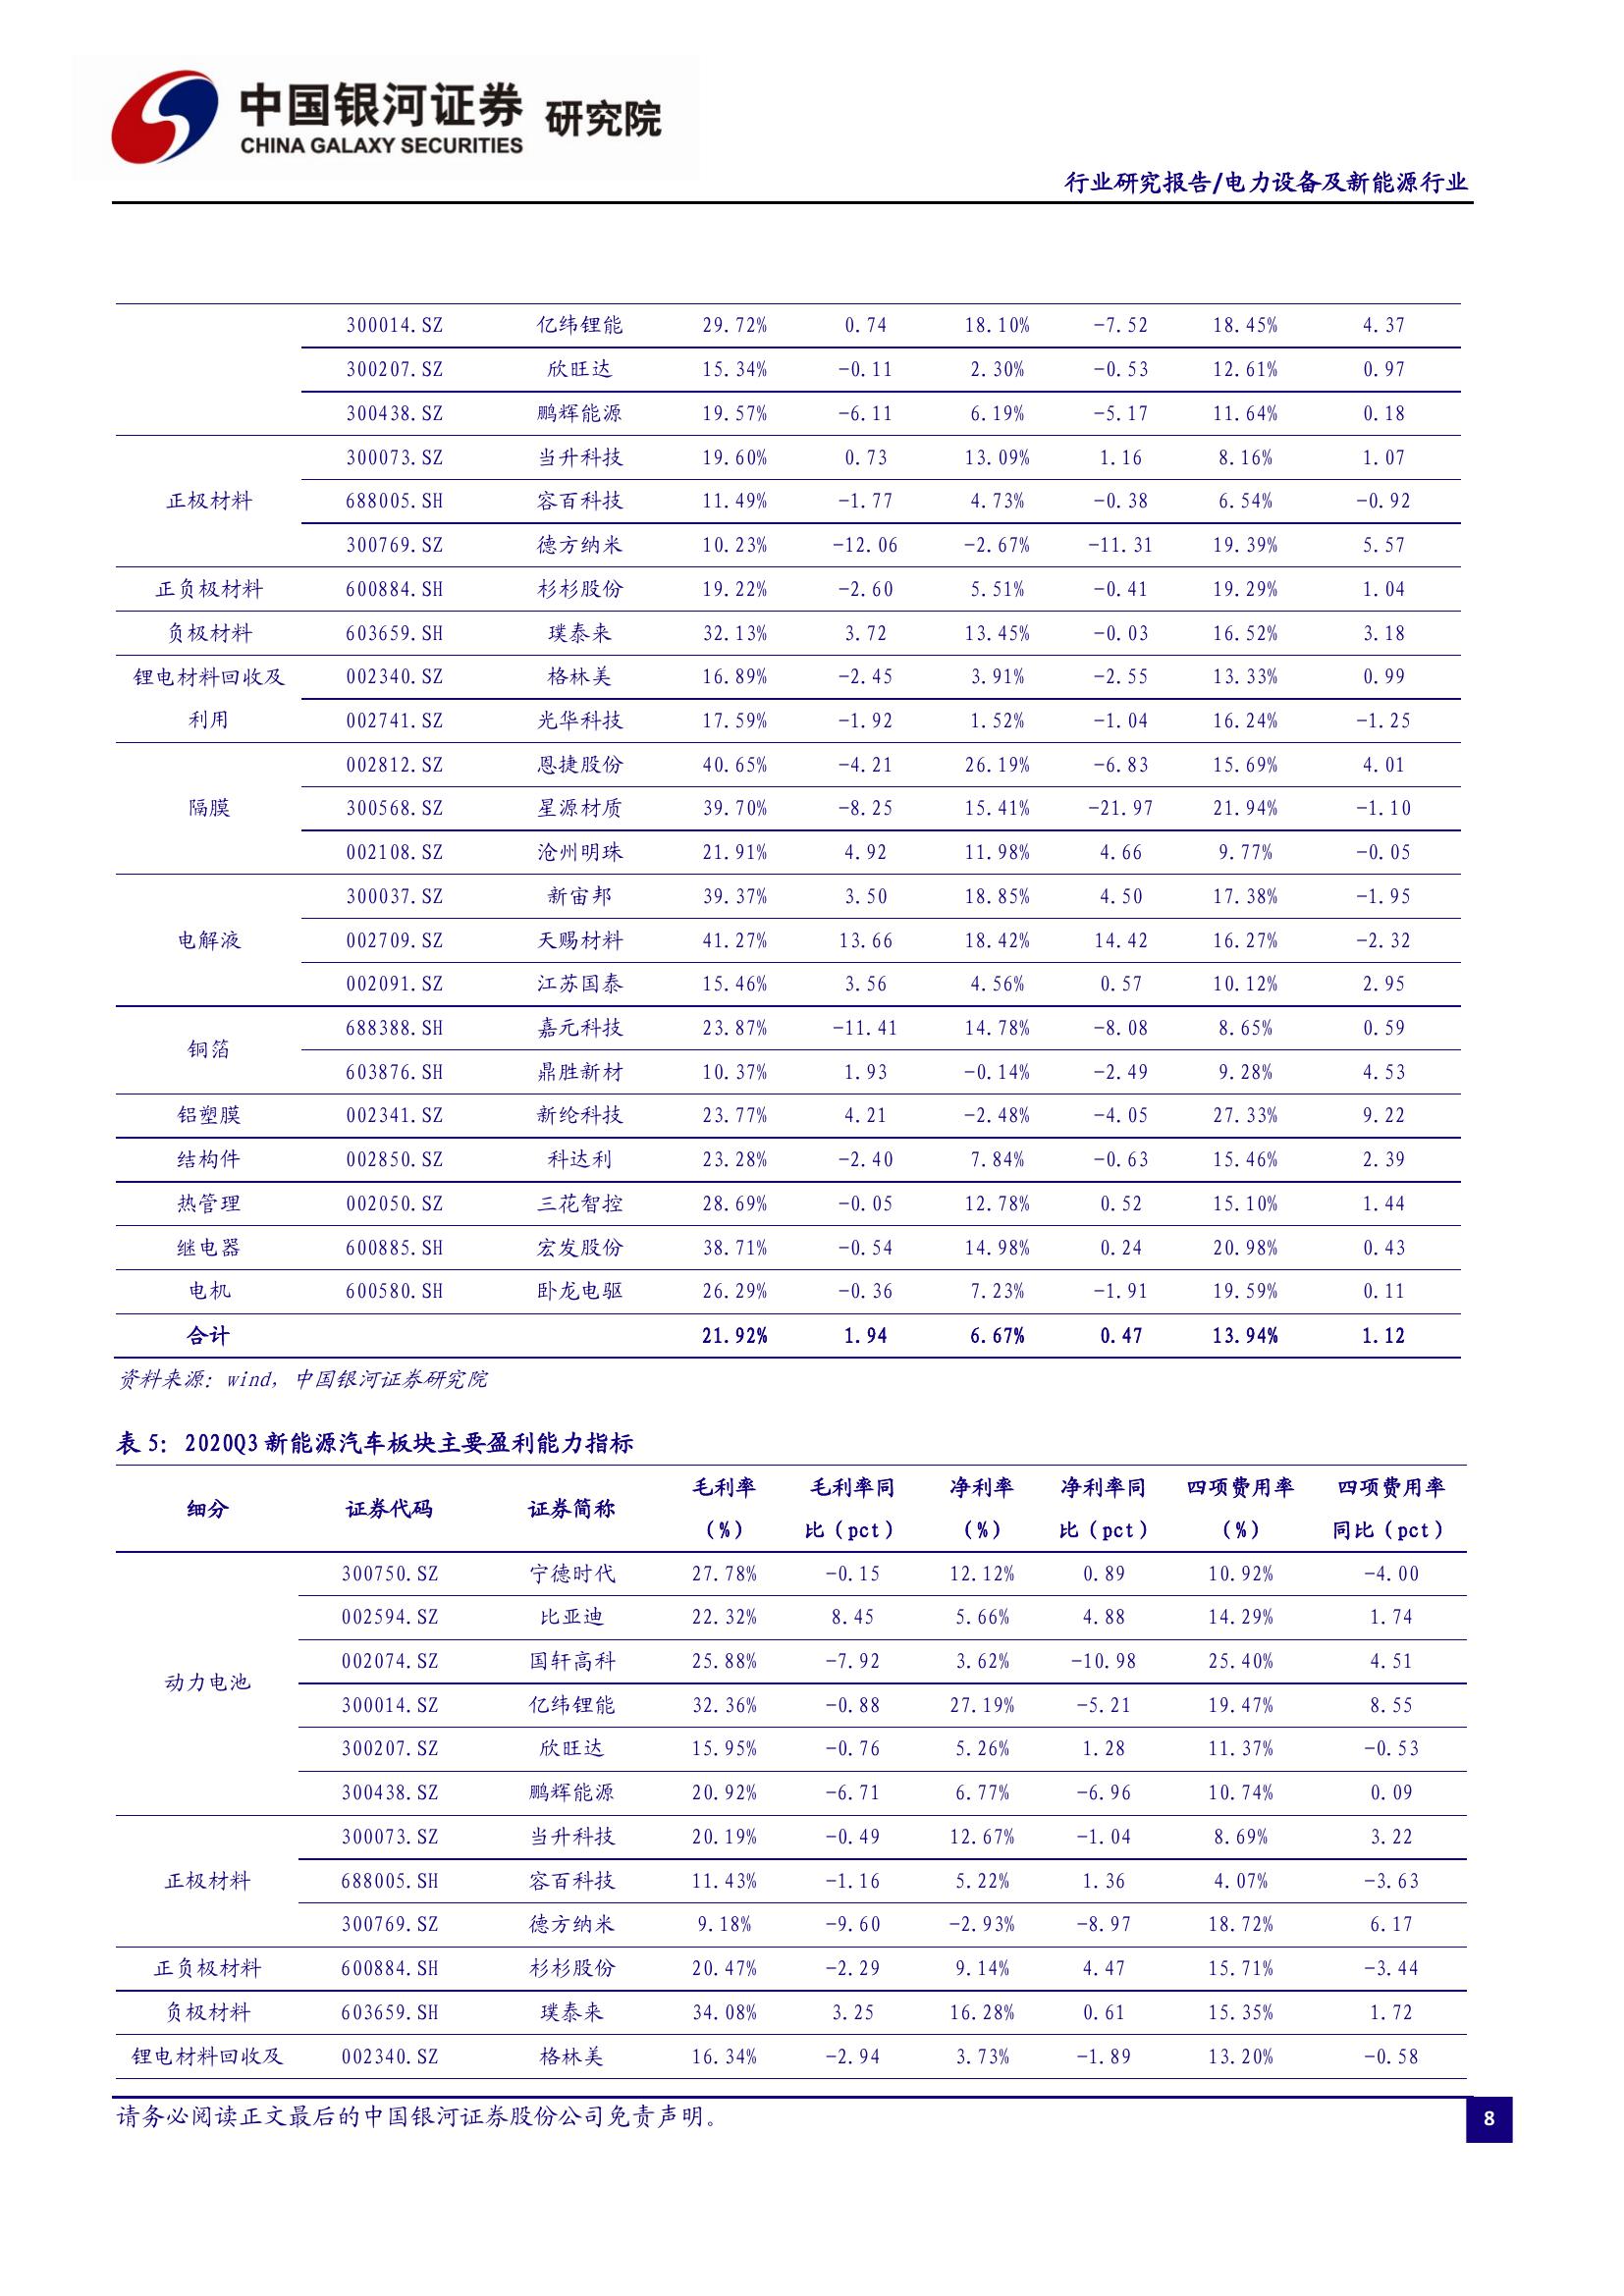 中国银河证券 研究院
CHINA GALAXY SECURITIES
行业研究报告/电力设备及新能源行业
300014.SZ 亿纬锂能 29.72% 0.74 18.10% -7.52 18.45% 4.37
300207.SZ 欣旺达 15.34% -0.11 2.30% -0.53 12.61% 0.97
300438.SZ 鹏辉能源 19.57% -6.11 6.19% -5.17 11.64% 0.18
300073.SZ 当升科技 19.60% 0.73 13.09% 1.16 8.16% 1.07
正极材料 688005.SH 容百科技 11.49% -1.77 4.73% -0.38 6.54% -0.92
300769.SZ 德方纳米 10.23% -12.06 -2.67% -11.31 19.39% 5.57
正负极材料 600884.SH 杉杉股份 19.22% -2.60 5.51% -0.41 19.29% 1.04
负极材料 603659.SH 璞泰来 32.13% 3.72 13.45% -0.03 16.52% 3.18
锂电材料回收及 002340.SZ 格林美 16.89% -2.45 3.91% -2.55 13.33% 0.99
利用 002741.SZ 光华科技 17.59% -1.92 1.52% -1.04 16.24% -1.25
002812.SZ 恩捷股份 40.65% -4.21 26.19% -6.83 15.69% 4.01
隔膜 300568.SZ 星源材质 39.70% -8.25 15.41% -21.97 21.94% -1.10
002108.SZ 沧州明珠 21.91% 4.92 11.98% 4.66 9.77% -0.05
300037.SZ 新宙邦 39.37% 3.50 18.85% 4.50 17.38% -1.95
电解液 002709.SZ 天赐材料 41.27% 13.66 18.42% 14.42 16.27% -2.32
002091.SZ 江苏国泰 15.46% 3.56 4.56% 0.57 10.12% 2.95
铜箔 688388.SH 嘉元科技 23.87% -11.41 14.78% -8.08 8.65% 0.59
603876.SH 鼎胜新材 10.37% 1.93 -0.14% -2.49 9.28% 4.53
铝塑膜 002341.SZ 新纶科技 23.77% 4.21 -2.48% -4.05 27.33% 9.22
结构件 002850.SZ 科达利 23.28% -2.40 7.84% -0.63 15.46% 2.39
热管理 002050.SZ 三花智控 28.69% -0.05 12.78% 0.52 15.10% 1.44
继电器 600885.SH 宏发股份 38.71% -0.54 14.98% 0.24 20.98% 0.43
电机 600580.SH 卧龙电驱 26.29% -0.36 7.23% -1.91 19.59% 0.11
合计 21.92% 1.94 6.67% 0.47 13.94% 1.12
资料来源：wind，中国银河证券研究院
表 5：2020Q3 新能源汽车板块主要盈利能力指标
细分 证券代码 证券简称 毛利率 毛利率同 净利率 净利率同 四项费用率 四项费用率
（%） 比（pct） （%） 比（pct） （%） 同比（pct）
300750.SZ 宁德时代 27.78% -0.15 12.12% 0.89 10.92% -4.00
002594.SZ 比亚迪 22.32% 8.45 5.66% 4.88 14.29% 1.74
动力电池 002074.SZ 国轩高科 25.88% -7.92 3.62% -10.98 25.40% 4.51
300014.SZ 亿纬锂能 32.36% -0.88 27.19% -5.21 19.47% 8.55
300207.SZ 欣旺达 15.95% -0.76 5.26% 1.28 11.37% -0.53
300438.SZ 鹏辉能源 20.92% -6.71 6.77% -6.96 10.74% 0.09
300073.SZ 当升科技 20.19% -0.49 12.67% -1.04 8.69% 3.22
正极材料 688005.SH 容百科技 11.43% -1.16 5.22% 1.36 4.07% -3.63
300769.SZ 德方纳米 9.18% -9.60 -2.93% -8.97 18.72% 6.17
正负极材料 600884.SH 杉杉股份 20.47% -2.29 9.14% 4.47 15.71% -3.44
负极材料 603659.SH 璞泰来 34.08% 3.25 16.28% 0.61 15.35% 1.72
锂电材料回收及 002340.SZ 格林美 16.34% -2.94 3.73% -1.89 13.20% -0.58
请务必阅读正文最后的中国银河证券股份公司免责声明。
8